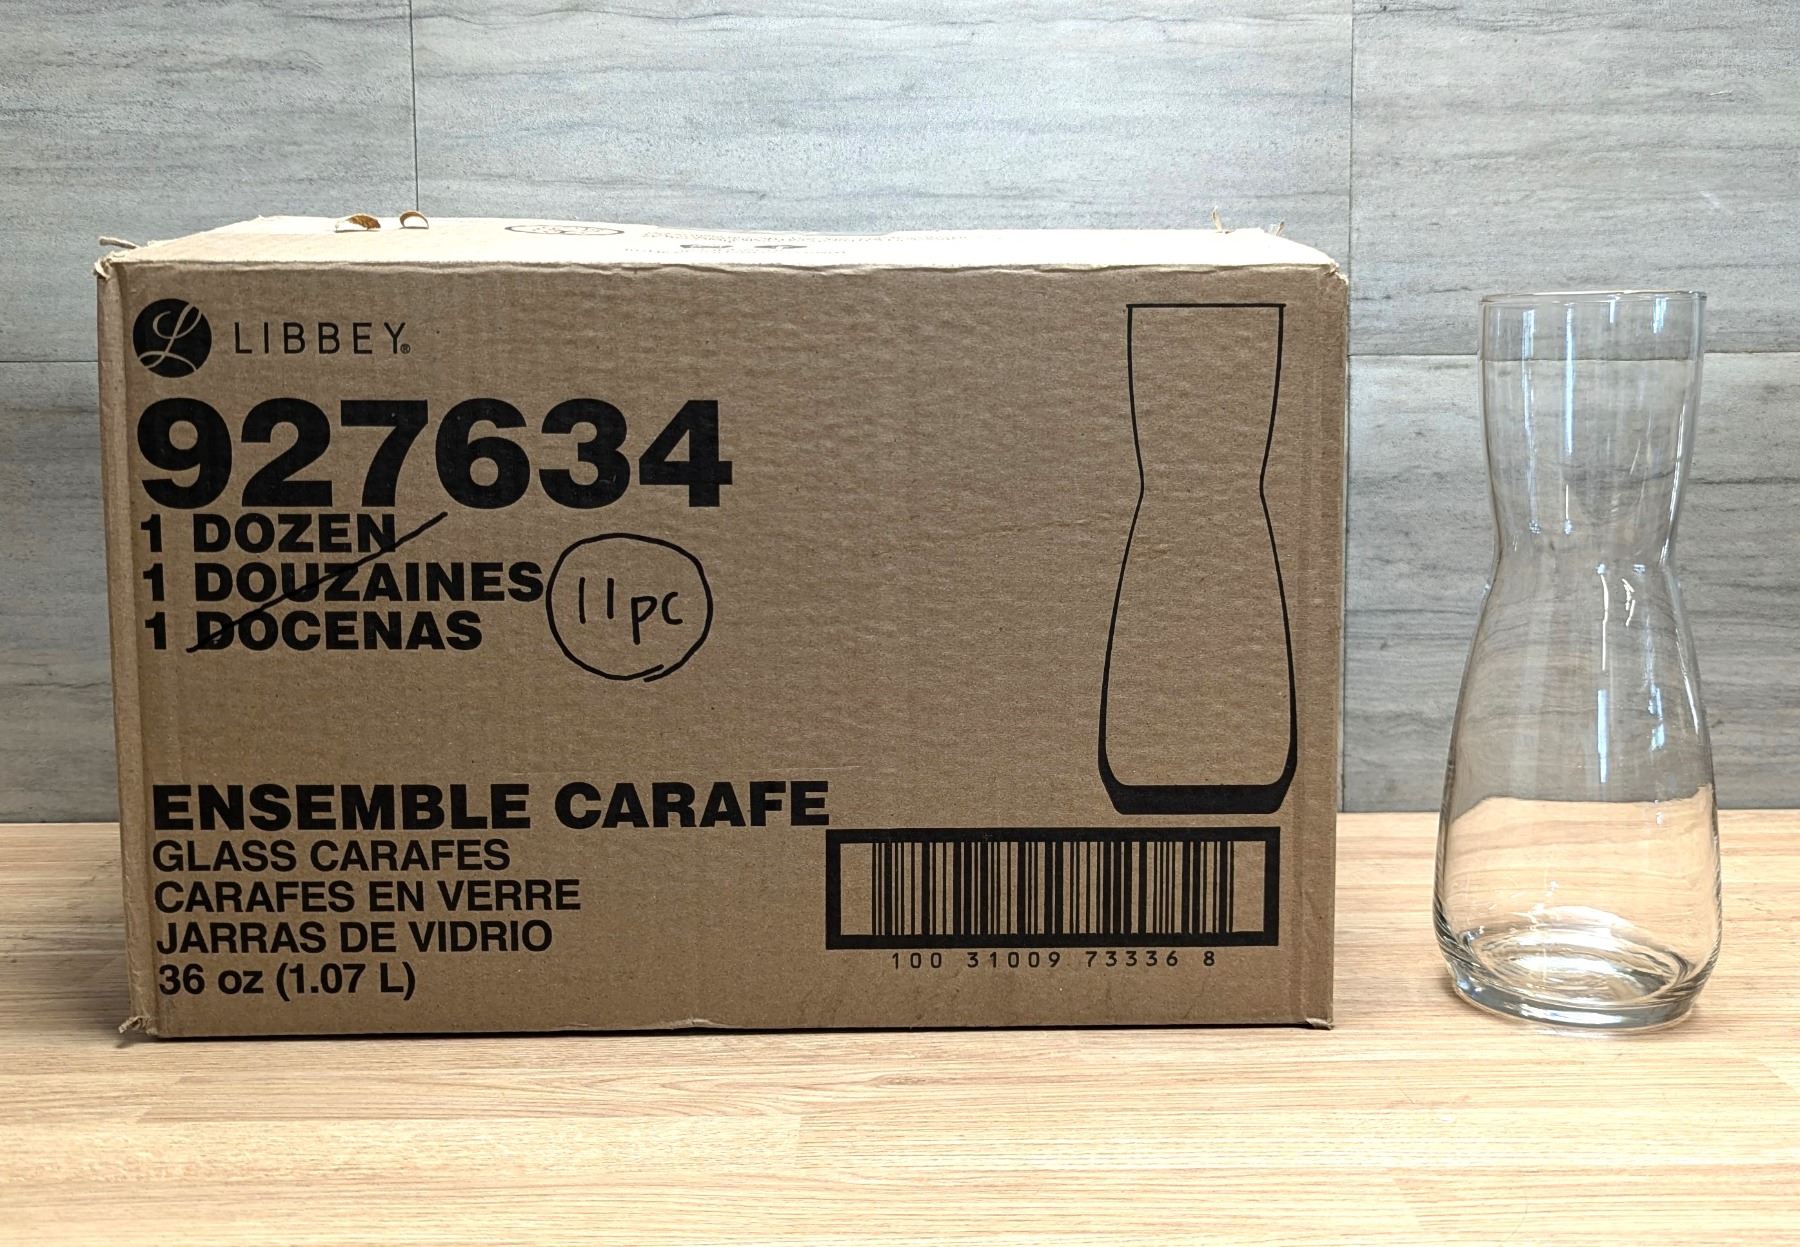 LIBBEY®
927634
1 DOZEN
1 DOUZAINES
1 DOCENAS
11pc
ENSEMBLE CARAFE
GLASS CARAFES
CARAFES EN VERRE
JARRAS DE VIDRIO
36 oz (1.07 L)
100 31009 73336 8